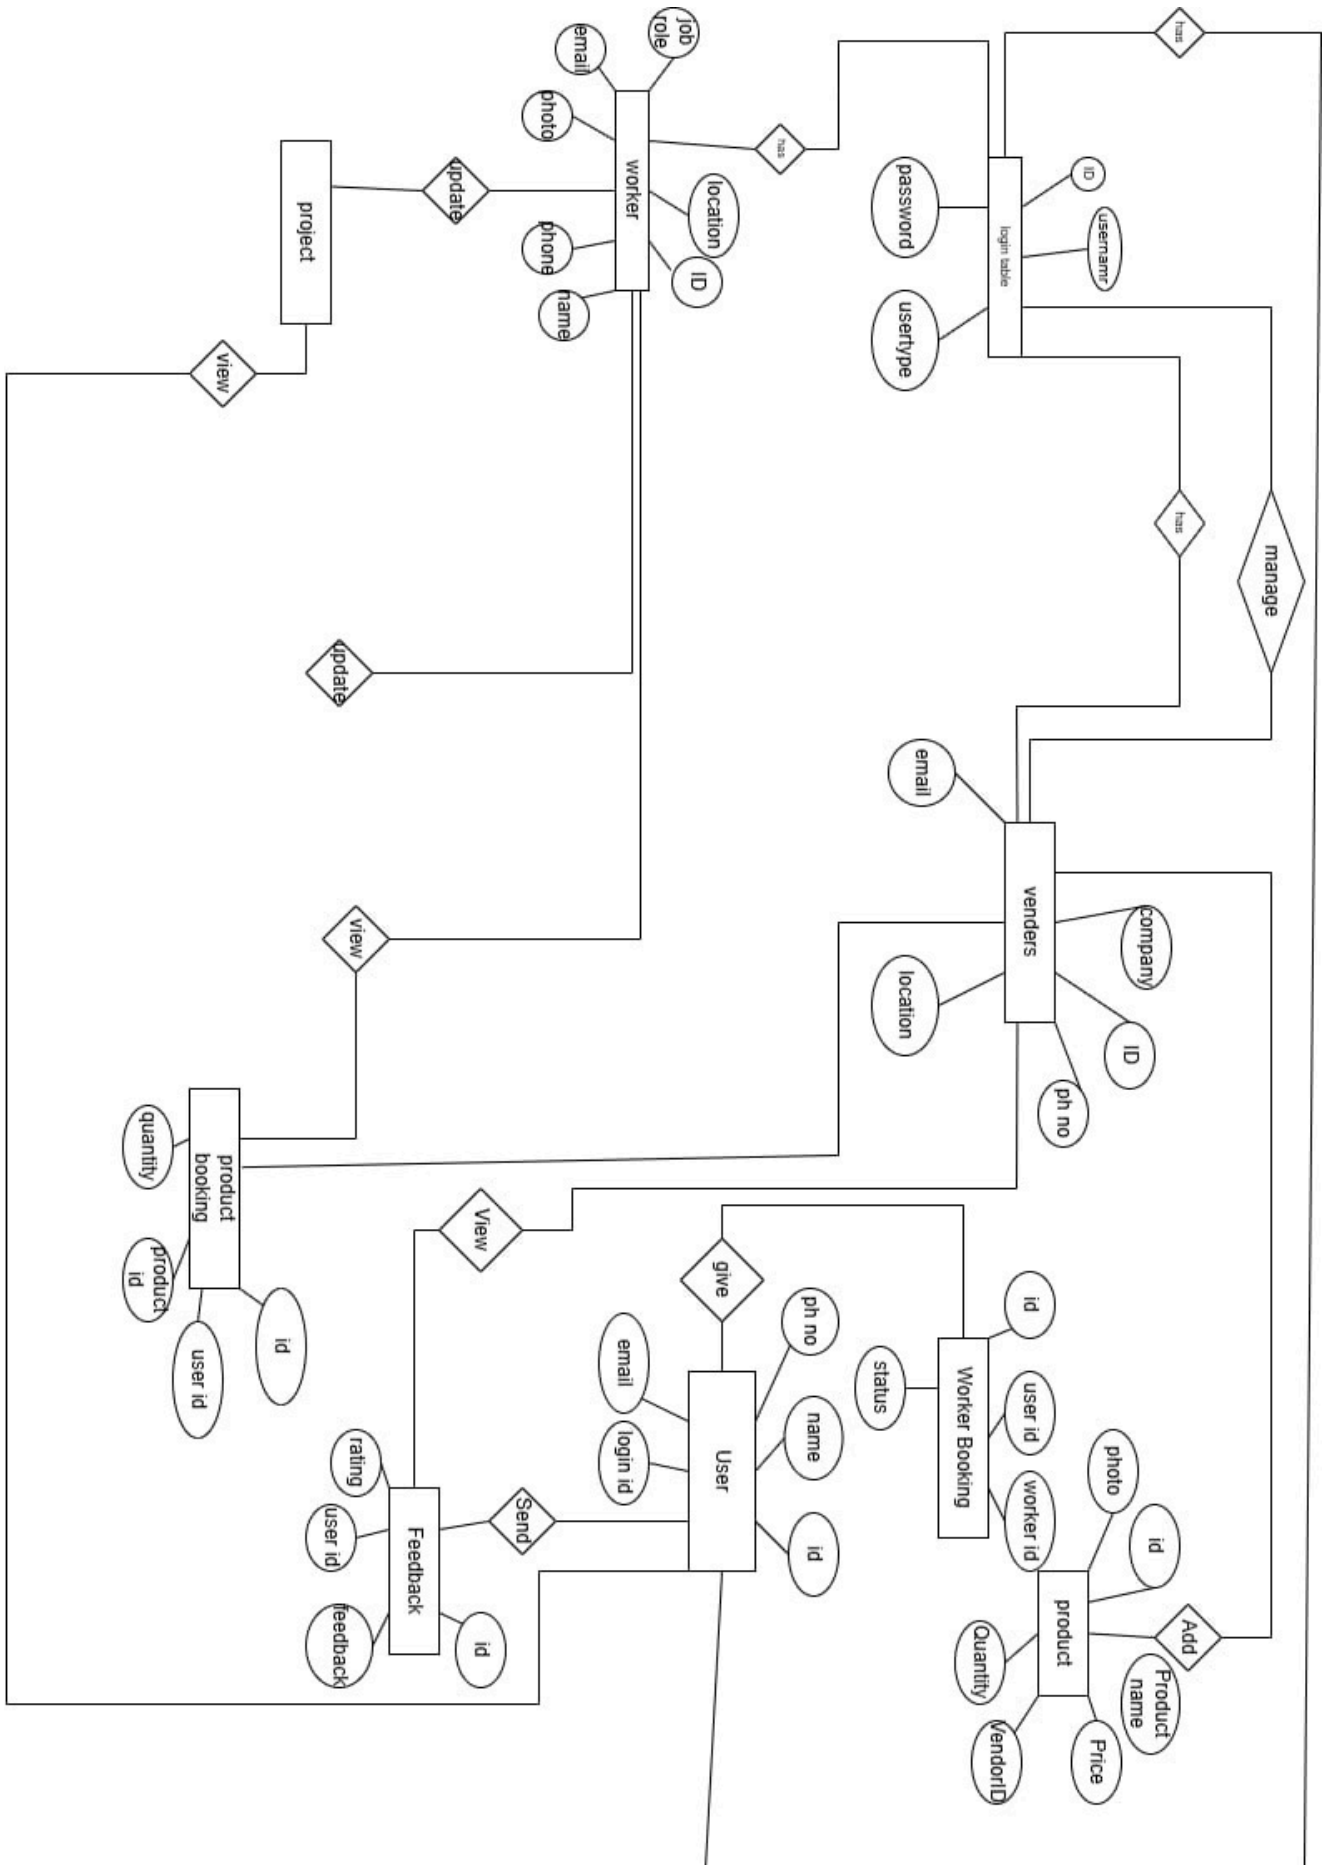 manage
has
has
Add
id
Product
name
company
ID
photo
usernamr
Price
ID
ph no
product
venders
id
user id
worker id
login table
VendorID
Quantity
Worker Booking
email
password
usertype
location
status
ph no
name
id
has
give
User
location
ID
job
role
worker
email
login id
email
name
photo
phone
Send
View
id
update
Feedback
view
rating
update
user id
feedback
project
id
view
product
booking
user id
quantity
product
id